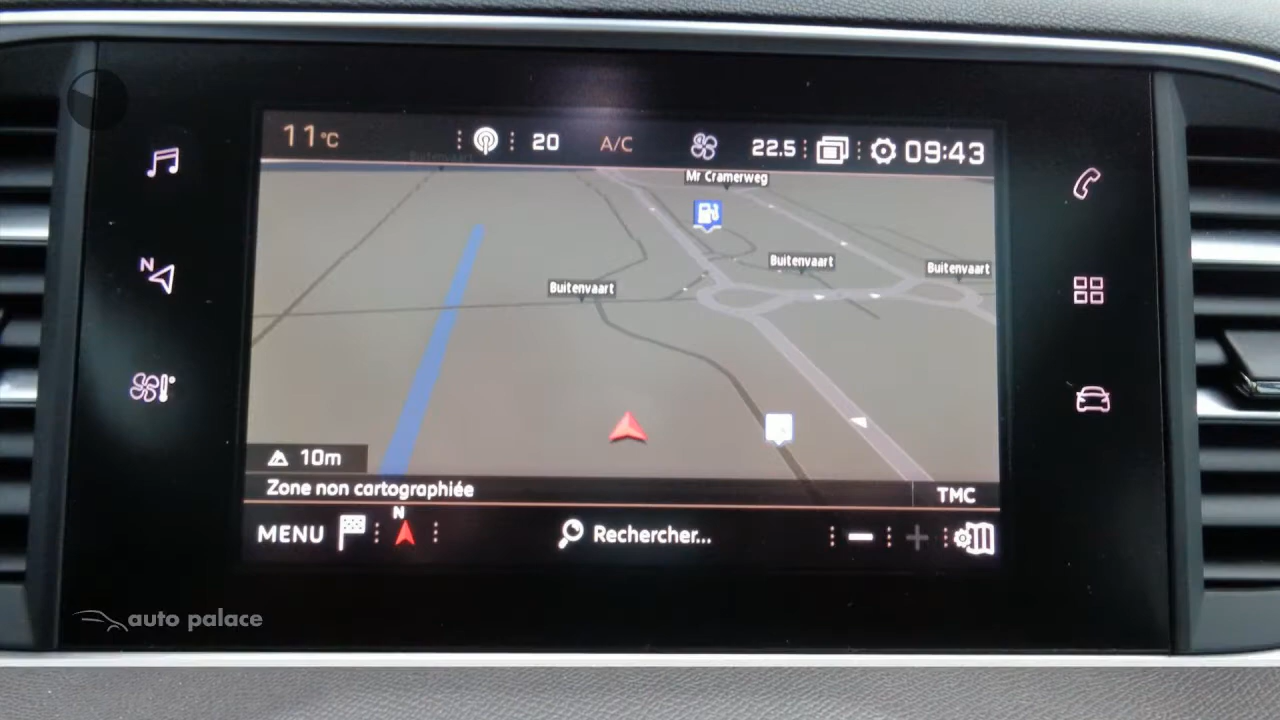 11°C 20 A/C 22.5 09:43
Buitenvaart
Mr Cramerweg
Buitenvaart
Buitenvaart
Buitenvaart
10m
Zone non cartographiée TMC
N
N
MENU Rechercher...
auto palace